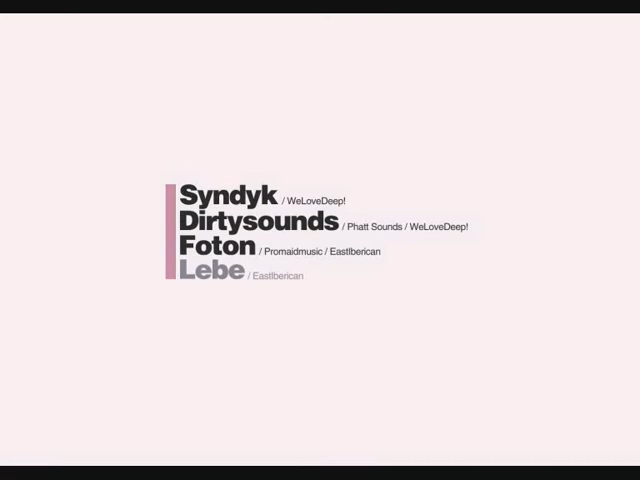 Syndyk / WeLoveDeep!
Dirtysounds / Phatt Sounds / WeLoveDeep!
Foton / Promaidmusic / EastIberican
Lebe / EastIberican